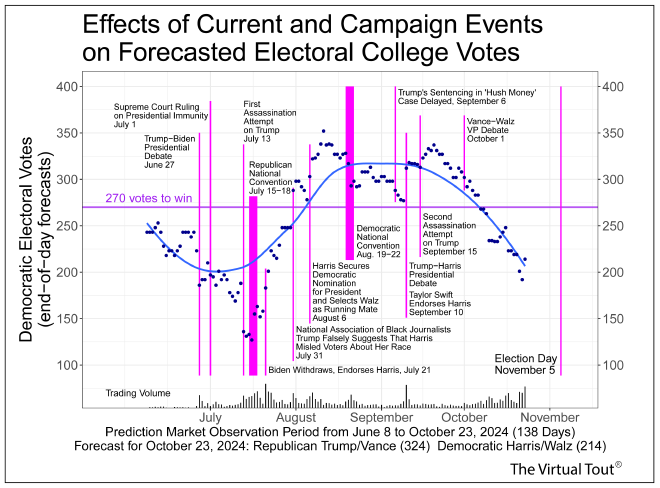 Effects of Current and Campaign Events
on Forecasted Electoral College Votes
Democratic Electoral Votes
(end−of−day forecasts)
400
350
300
250
200
150
100
400
300
200
100
Supreme Court Ruling
on Presidential Immunity
July 1
Trump−Biden
Presidential
Debate
June 27
First
Assassination
Attempt
on Trump
July 13
Republican
National
Convention
July 15−18
270 votes to win
Trump's Sentencing in 'Hush Money'
Case Delayed, September 6
Vance−Walz
VP Debate
October 1
Democratic
National
Convention
Aug. 19−22
Second
Assassination
Attempt
on Trump
September 15
Harris Secures
Democratic
Nomination
for President
and Selects Walz
as Running Mate
August 6
Trump−Harris
Presidential
Debate
Taylor Swift
Endorses Harris
September 10
National Association of Black Journalists
Trump Falsely Suggests That Harris
Misled Voters About Her Race
July 31
Biden Withdraws, Endorses Harris, July 21
Election Day
November 5
Trading Volume
July
August
September
October
November
Prediction Market Observation Period from June 8 to October 23, 2024 (138 Days)
Forecast for October 23, 2024: Republican Trump/Vance (324) Democratic Harris/Walz (214)
The Virtual Tout®